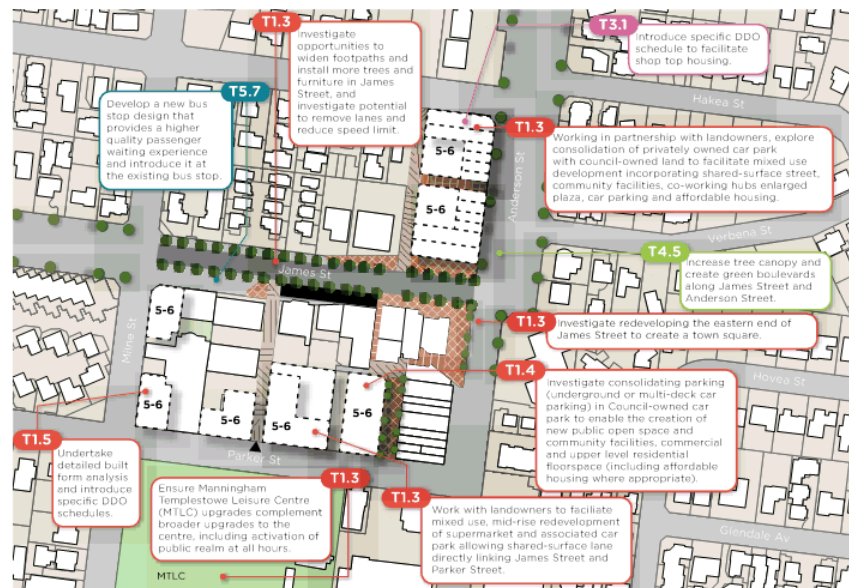 T1.3
Investigate
opportunities to
widen footpaths and
install more trees and
furniture in James
Street, and
investigate potential
to remove lanes and
reduce speed limit.
T3.1
Introduce specific DDO
schedule to facilitate
shop top housing.
T5.7
Develop a new bus
stop design that
provides a higher
quality passenger
waiting experience
and introduce it at
the existing bus stop.
Hakea St
T1.3
Working in partnership with landowners, explore
consolidation of privately owned car park
with council-owned land to facilitate mixed use
development incorporating shared-surface street,
community facilities, co-working hubs enlarged
plaza, car parking and affordable housing.
5-6
5-6
Anderson St
Verbena St
T4.5
Increase tree canopy and
create green boulevards
along James Street and
Anderson Street.
James St
Milne St
5-6
T1.3
Investigate redeveloping the eastern end of
James Street to create a town square.
T1.4
Investigate consolidating parking
(underground or multi-deck car
parking) in Council-owned car
park to enable the creation of
new public open space and
community facilities, commercial
and upper level residential
floorspace (including affordable
housing where appropriate).
Hovea St
5-6
5-6
5-6
5-6
T1.5
Undertake
detailed built
form analysis
and introduce
specific DDO
schedules.
Parker St
T1.3
Ensure Manningham
Templestowe Leisure Centre
(MTLC) upgrades complement
broader upgrades to the
centre, including activation of
public realm at all hours.
T1.3
Work with landowners to faciliate
mixed use, mid-rise redevelopment
of supermarket and associated car
park allowing shared-surface lane
directly linking James Street and
Parker Street.
Glendale Av
MTLC